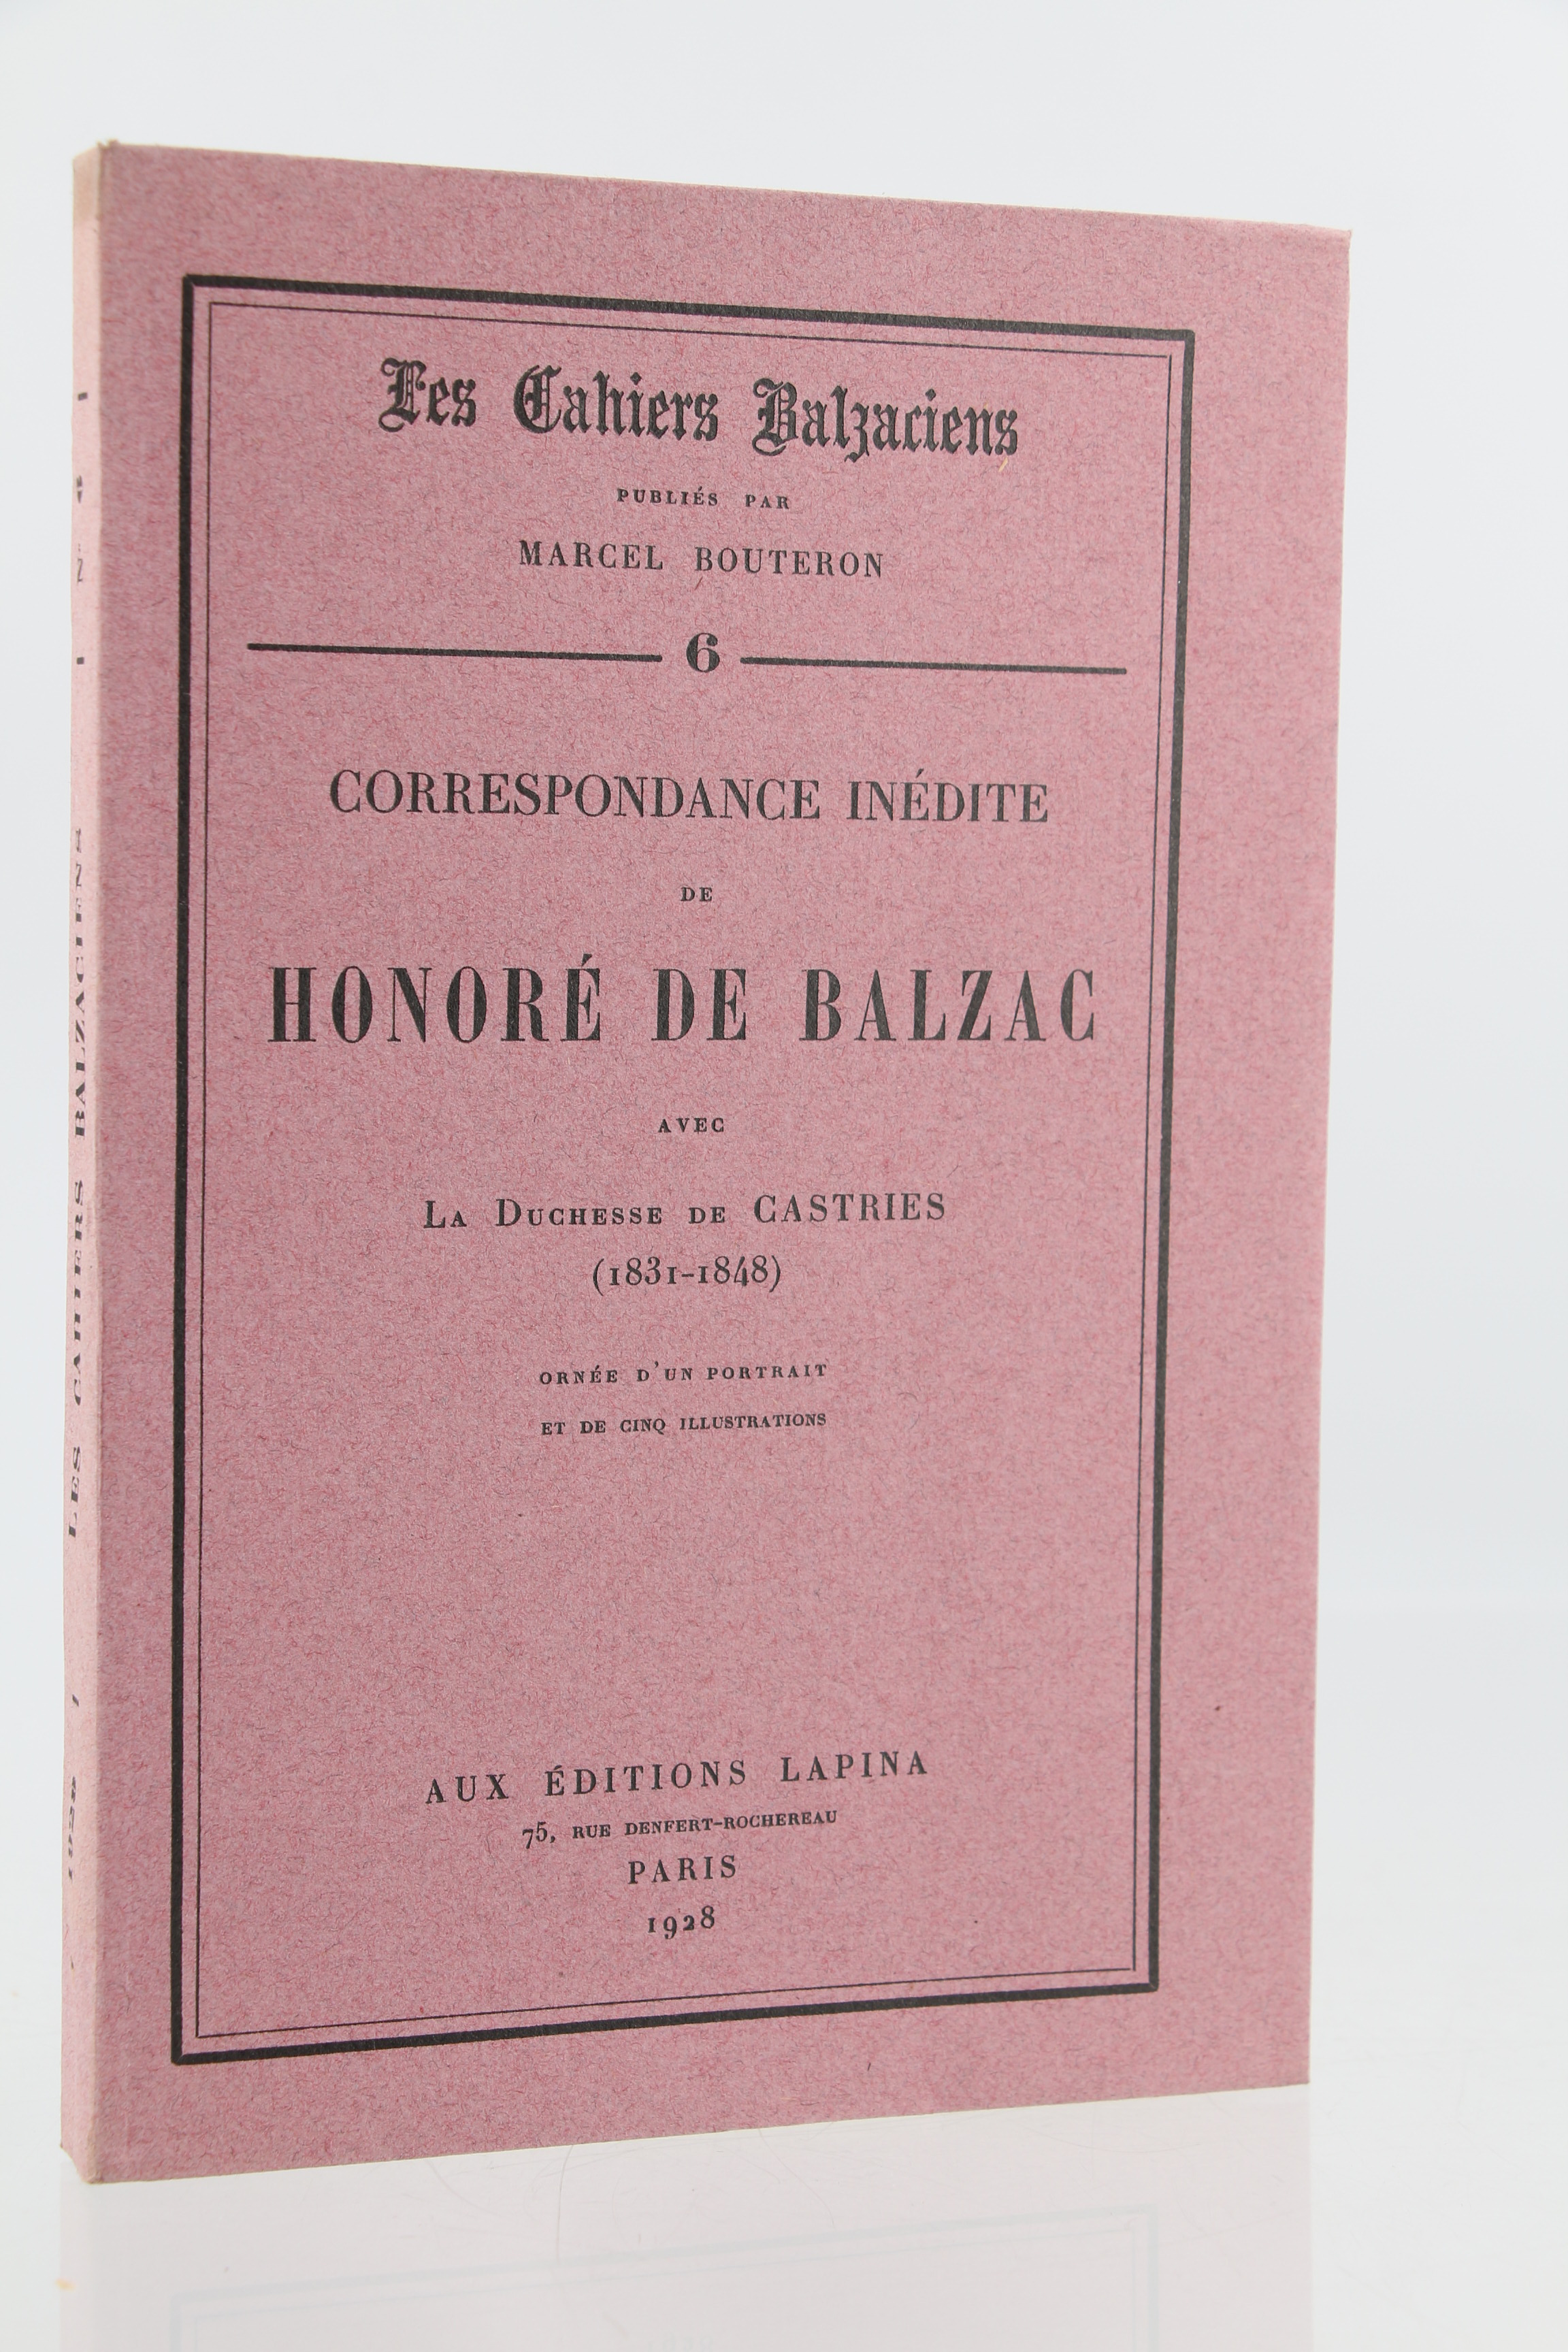 Les Cahiers Balzaciens
PUBLIÉS PAR
MARCEL BOUTERON
6
CORRESPONDANCE INÉDITE
DE
HONORÉ DE BALZAC
AVEC
LA DUCHESSE DE CASTRIES
(1831-1848)
ORNÉE D'UN PORTRAIT
ET DE CINQ ILLUSTRATIONS
AUX ÉDITIONS LAPINA
75, RUE DENFERT-ROCHEREAU
PARIS
1928
LES CAHIERS BALZACIENS
1928